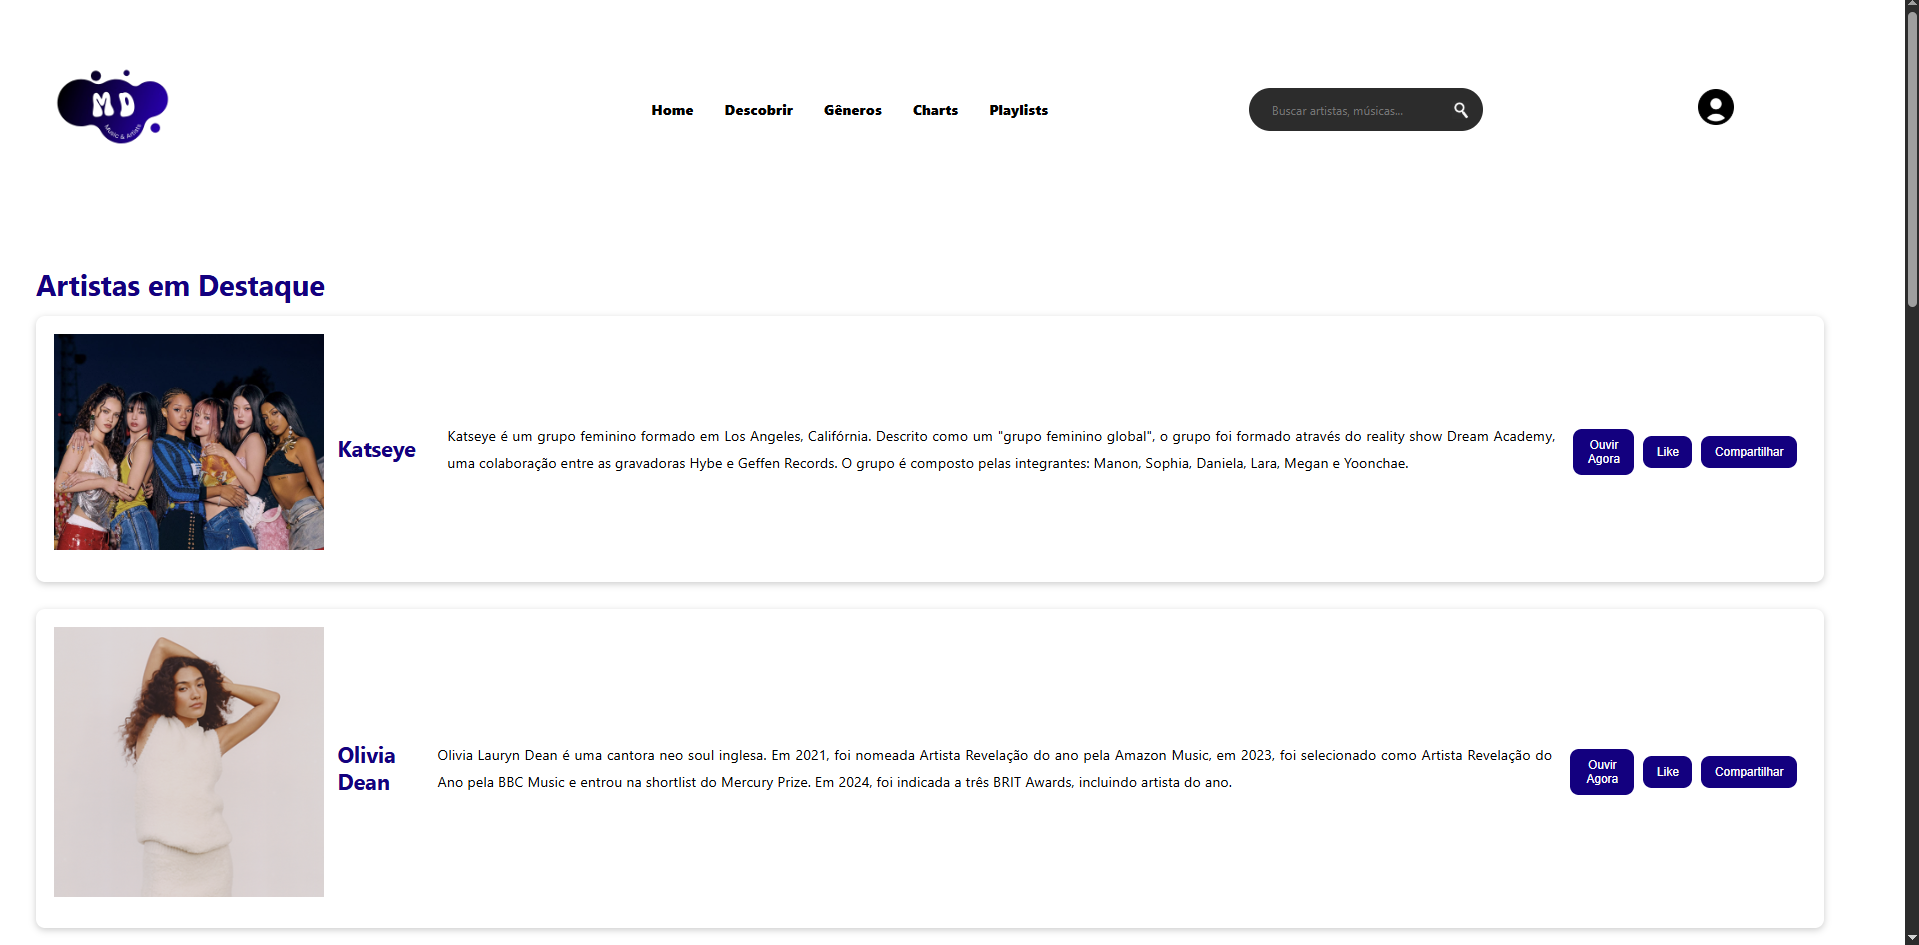 MD
Music & Artists
Home Descobrir Gêneros Charts Playlists
Buscar artistas, músicas...
Artistas em Destaque
Katseye
Katseye é um grupo feminino formado em Los Angeles, Califórnia. Descrito como um "grupo feminino global", o grupo foi formado através do reality show Dream Academy,
uma colaboração entre as gravadoras Hybe e Geffen Records. O grupo é composto pelas integrantes: Manon, Sophia, Daniela, Lara, Megan e Yoonchae.
Ouvir
Agora
Like
Compartilhar
Olivia
Dean
Olivia Lauryn Dean é uma cantora neo soul inglesa. Em 2021, foi nomeada Artista Revelação do ano pela Amazon Music, em 2023, foi selecionado como Artista Revelação do
Ano pela BBC Music e entrou na shortlist do Mercury Prize. Em 2024, foi indicada a três BRIT Awards, incluindo artista do ano.
Ouvir
Agora
Like
Compartilhar